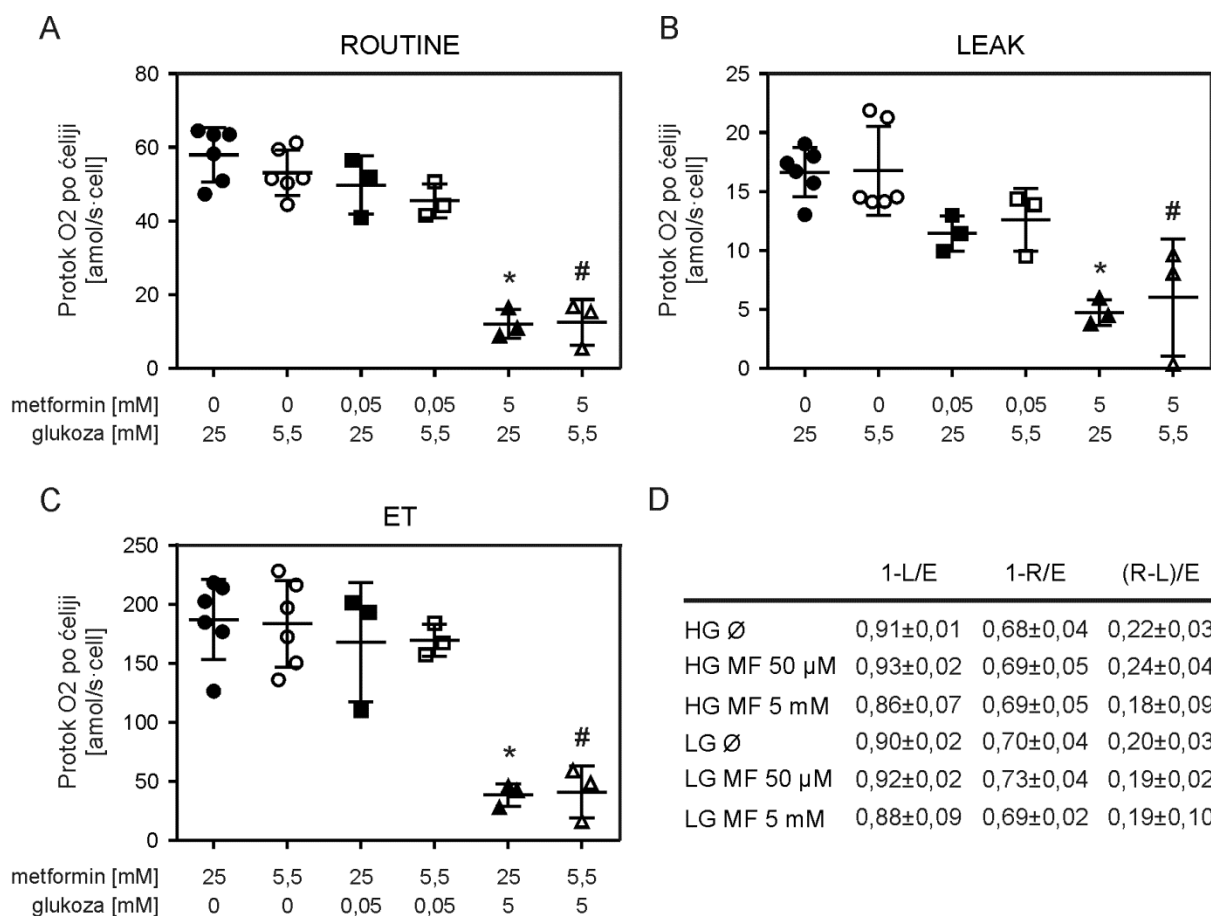 A
ROUTINE
Protok O2 po ćeliji
[amol/s·cell]
80
60
40
20
0
*
#
metformin [mM] 0 0 0,05 0,05 5 5
glukoza [mM] 25 5,5 25 5,5 25 5,5
B
LEAK
Protok O2 po ćeliji
[amol/s·cell]
25
20
15
10
5
0
*
#
0 0 0,05 0,05 5 5
25 5,5 25 5,5 25 5,5
C
ET
Protok O2 po ćeliji
[amol/s·cell]
250
200
150
100
50
0
*
#
metformin [mM] 25 5,5 25 5,5 25 5,5
glukoza [mM] 0 0 0,05 0,05 5 5
D
1-L/E 1-R/E (R-L)/E
HG Ø 0,91±0,01 0,68±0,04 0,22±0,03
HG MF 50 µM 0,93±0,02 0,69±0,05 0,24±0,04
HG MF 5 mM 0,86±0,07 0,69±0,05 0,18±0,09
LG Ø 0,90±0,02 0,70±0,04 0,20±0,03
LG MF 50 µM 0,92±0,02 0,73±0,04 0,19±0,02
LG MF 5 mM 0,88±0,09 0,69±0,02 0,19±0,10